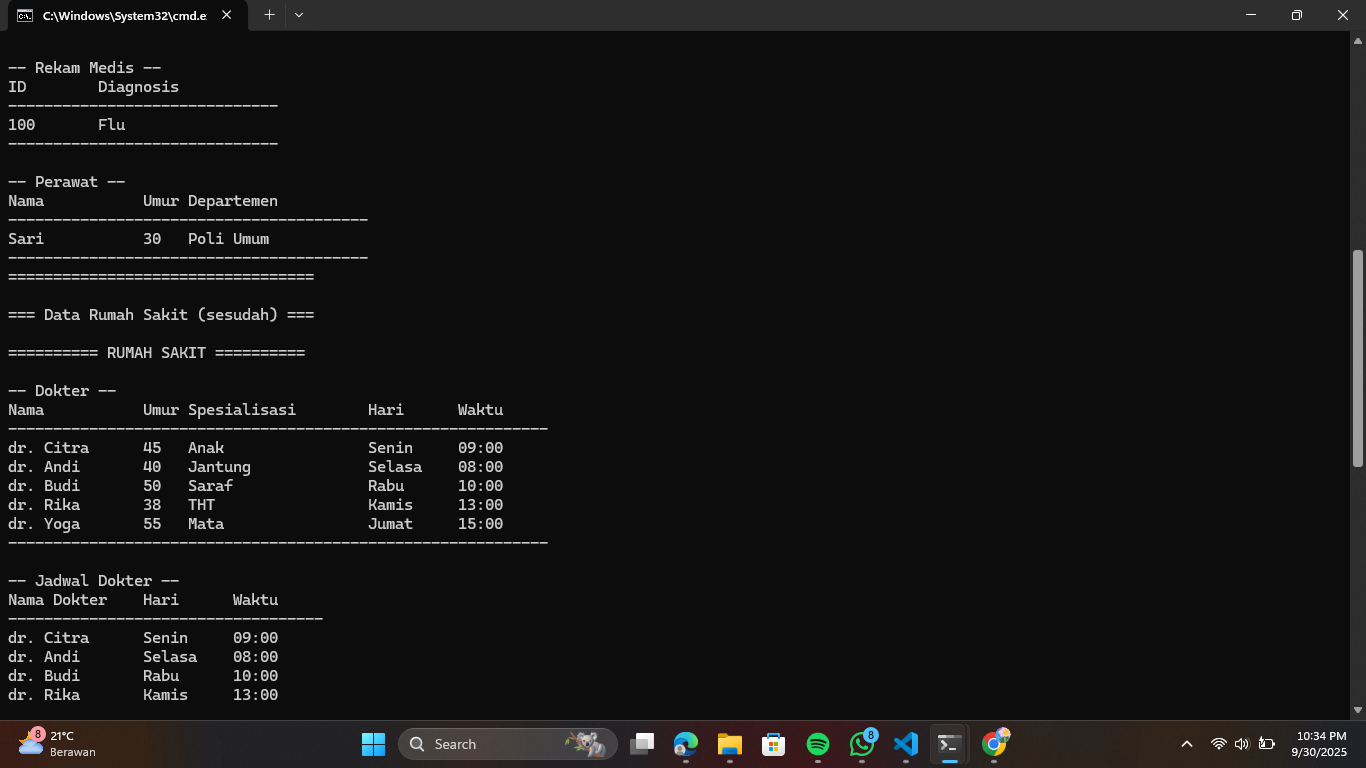 C:\Windows\System32\cmd.e
-- Rekam Medis --
ID        Diagnosis
------------------------------
100       Flu
------------------------------
-- Perawat --
Nama           Umur Departemen
----------------------------------------
Sari           30   Poli Umum
----------------------------------------
==================================
=== Data Rumah Sakit (sesudah) ===
========== RUMAH SAKIT ==========
-- Dokter --
Nama           Umur Spesialisasi        Hari      Waktu
------------------------------------------------------------
dr. Citra      45   Anak                Senin     09:00
dr. Andi       40   Jantung             Selasa    08:00
dr. Budi       50   Saraf               Rabu      10:00
dr. Rika       38   THT                 Kamis     13:00
dr. Yoga       55   Mata                Jumat     15:00
------------------------------------------------------------
-- Jadwal Dokter --
Nama Dokter    Hari      Waktu
-----------------------------------
dr. Citra      Senin     09:00
dr. Andi       Selasa    08:00
dr. Budi       Rabu      10:00
dr. Rika       Kamis     13:00
8
21°C
Berawan
Search
8
10:34 PM
9/30/2025